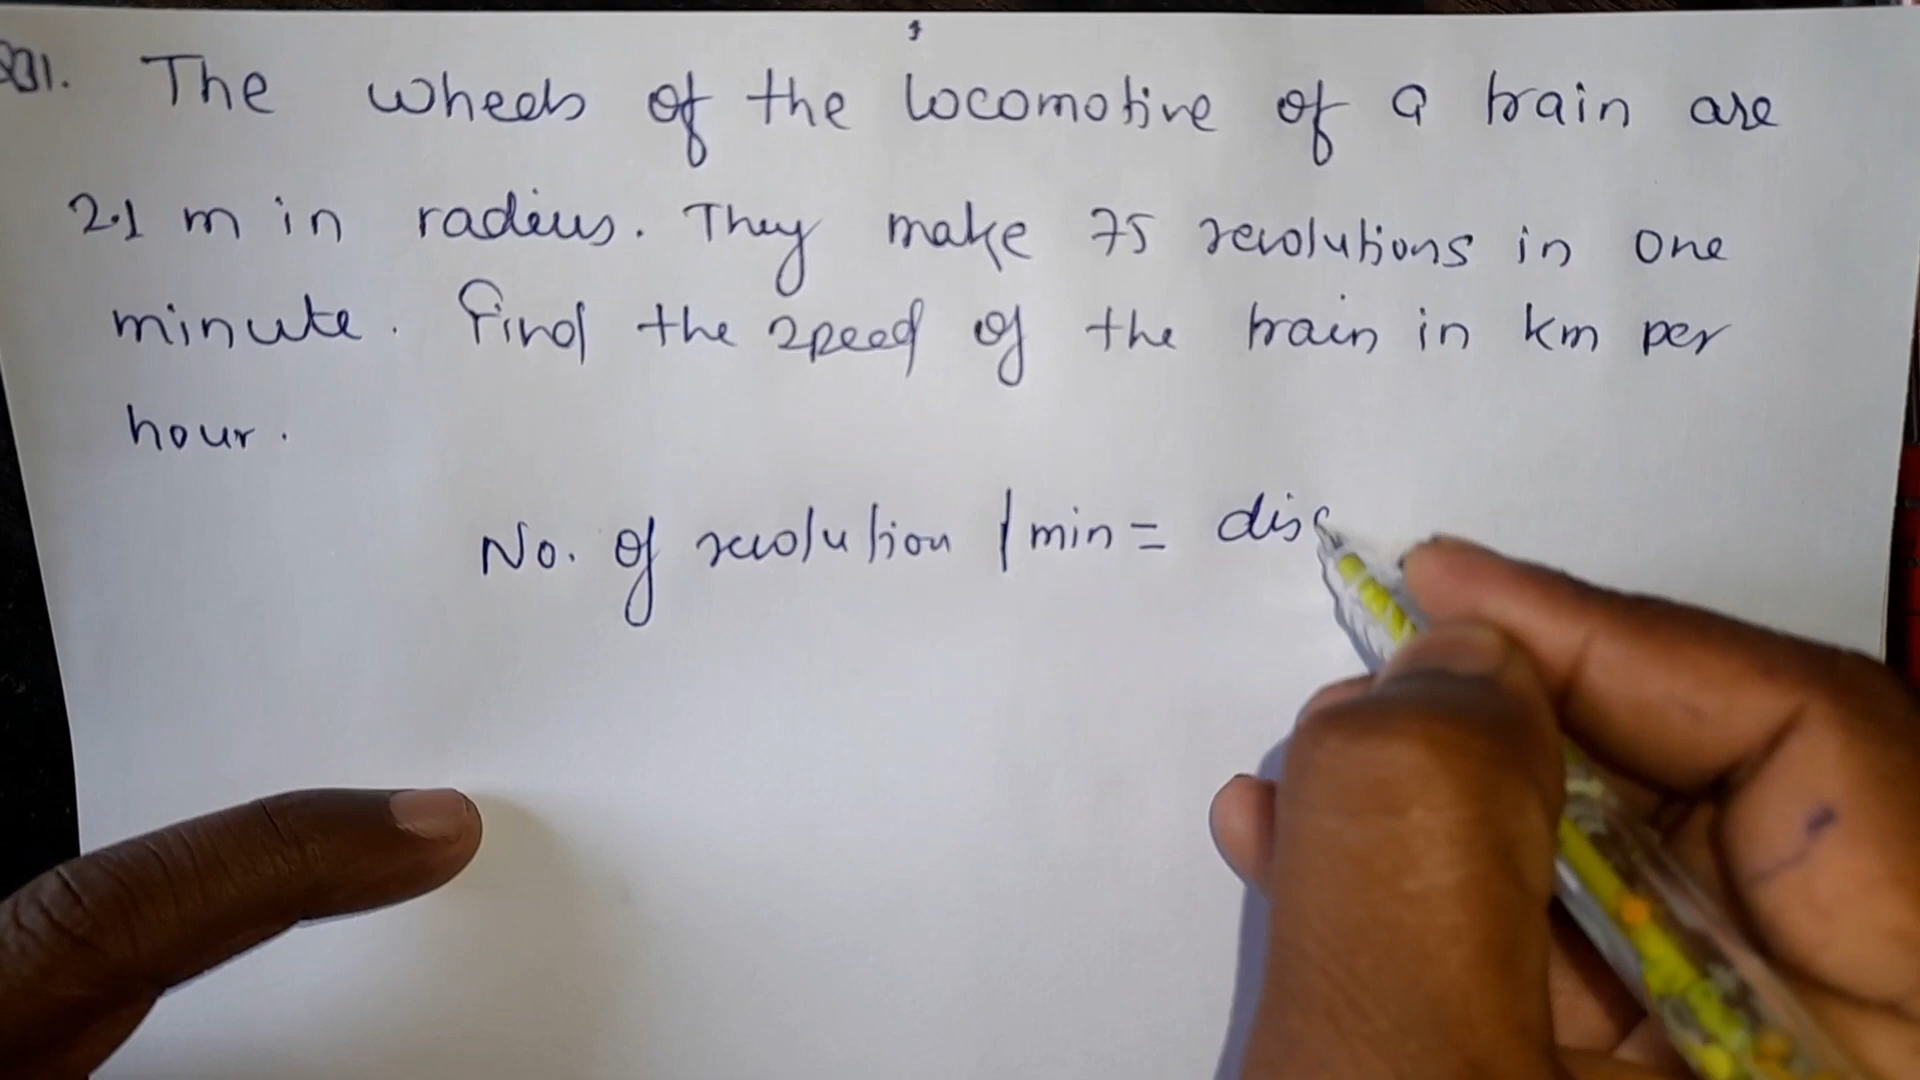 Q31. The wheels of the locomotive of a train are
2.1 m in radius. They make 75 revolutions in one
minute. Find the speed of the train in km per
hour.
No. of revolution / min = dis